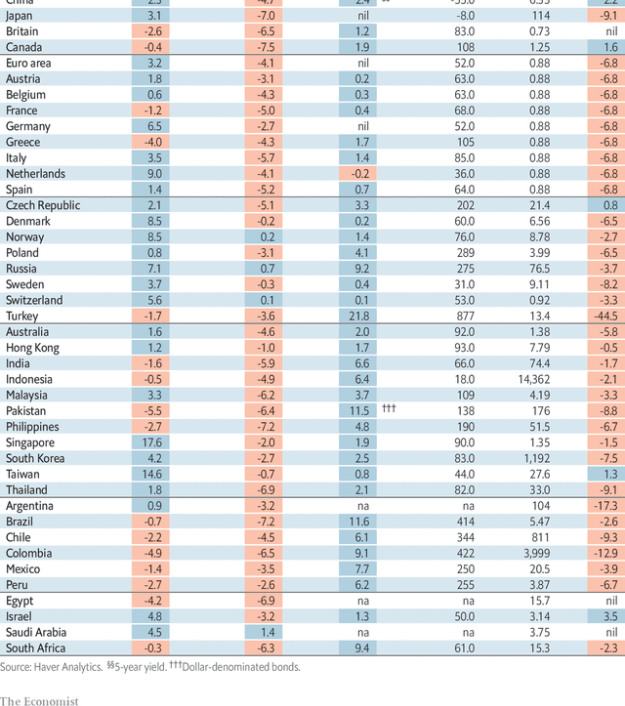 China 2.3 -4.7 2.4 §§ -53.0 6.35 2.2
Japan 3.1 -7.0 nil -8.0 114 -9.1
Britain -2.6 -6.5 1.2 83.0 0.73 nil
Canada -0.4 -7.5 1.9 108 1.25 1.6
Euro area 3.2 -4.1 nil 52.0 0.88 -6.8
Austria 1.8 -3.1 0.2 63.0 0.88 -6.8
Belgium 0.6 -4.3 0.3 63.0 0.88 -6.8
France -1.2 -5.0 0.4 68.0 0.88 -6.8
Germany 6.5 -2.7 nil 52.0 0.88 -6.8
Greece -4.0 -4.3 1.7 105 0.88 -6.8
Italy 3.5 -5.7 1.4 85.0 0.88 -6.8
Netherlands 9.0 -4.1 -0.2 36.0 0.88 -6.8
Spain 1.4 -5.2 0.7 64.0 0.88 -6.8
Czech Republic 2.1 -5.1 3.3 202 21.4 0.8
Denmark 8.5 -0.2 0.2 60.0 6.56 -6.5
Norway 8.5 0.2 1.4 76.0 8.78 -2.7
Poland 0.8 -3.1 4.1 289 3.99 -6.5
Russia 7.1 0.7 9.2 275 76.5 -3.7
Sweden 3.7 -0.3 0.4 31.0 9.11 -8.2
Switzerland 5.6 0.1 0.1 53.0 0.92 -3.3
Turkey -1.7 -3.6 21.8 877 13.4 -44.5
Australia 1.6 -4.6 2.0 92.0 1.38 -5.8
Hong Kong 1.2 -1.0 1.7 93.0 7.79 -0.5
India -1.6 -5.9 6.6 66.0 74.4 -1.7
Indonesia -0.5 -4.9 6.4 18.0 14,362 -2.1
Malaysia 3.3 -6.2 3.7 109 4.19 -3.3
Pakistan -5.5 -6.4 11.5 ††† 138 176 -8.8
Philippines -2.7 -7.2 4.8 190 51.5 -6.7
Singapore 17.6 -2.0 1.9 90.0 1.35 -1.5
South Korea 4.2 -2.7 2.5 83.0 1,192 -7.5
Taiwan 14.6 -0.7 0.8 44.0 27.6 1.3
Thailand 1.8 -6.9 2.1 82.0 33.0 -9.1
Argentina 0.9 -3.2 na na 104 -17.3
Brazil -0.7 -7.2 11.6 414 5.47 -2.6
Chile -2.2 -4.5 6.1 344 811 -9.3
Colombia -4.9 -6.5 9.1 422 3,999 -12.9
Mexico -1.4 -3.5 7.7 250 20.5 -3.9
Peru -2.7 -2.6 6.2 255 3.87 -6.7
Egypt -4.2 -6.9 na na 15.7 nil
Israel 4.8 -3.2 1.3 50.0 3.14 3.5
Saudi Arabia 4.5 1.4 na na 3.75 nil
South Africa -0.3 -6.3 9.4 61.0 15.3 -2.3
Source: Haver Analytics. §§5-year yield. †††Dollar-denominated bonds.
The Economist